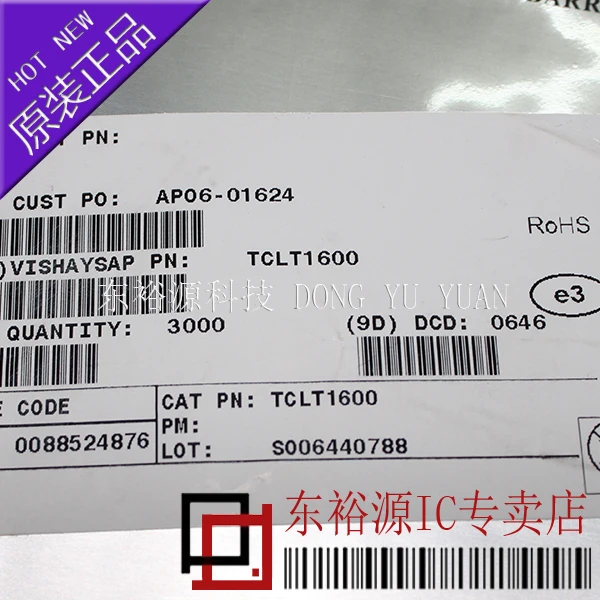 HOT NEW
原装正品
BARR
PN:
CUST PO: AP06-01624
RoHS
)VISHAYSAP PN: TCLT1600
东裕源科技 DONG YU YUAN
e3
QUANTITY: 3000 (9D) DCD: 0646
E CODE
CAT PN: TCLT1600
PM:
0088524876
LOT: S006440788
东裕源IC专卖店